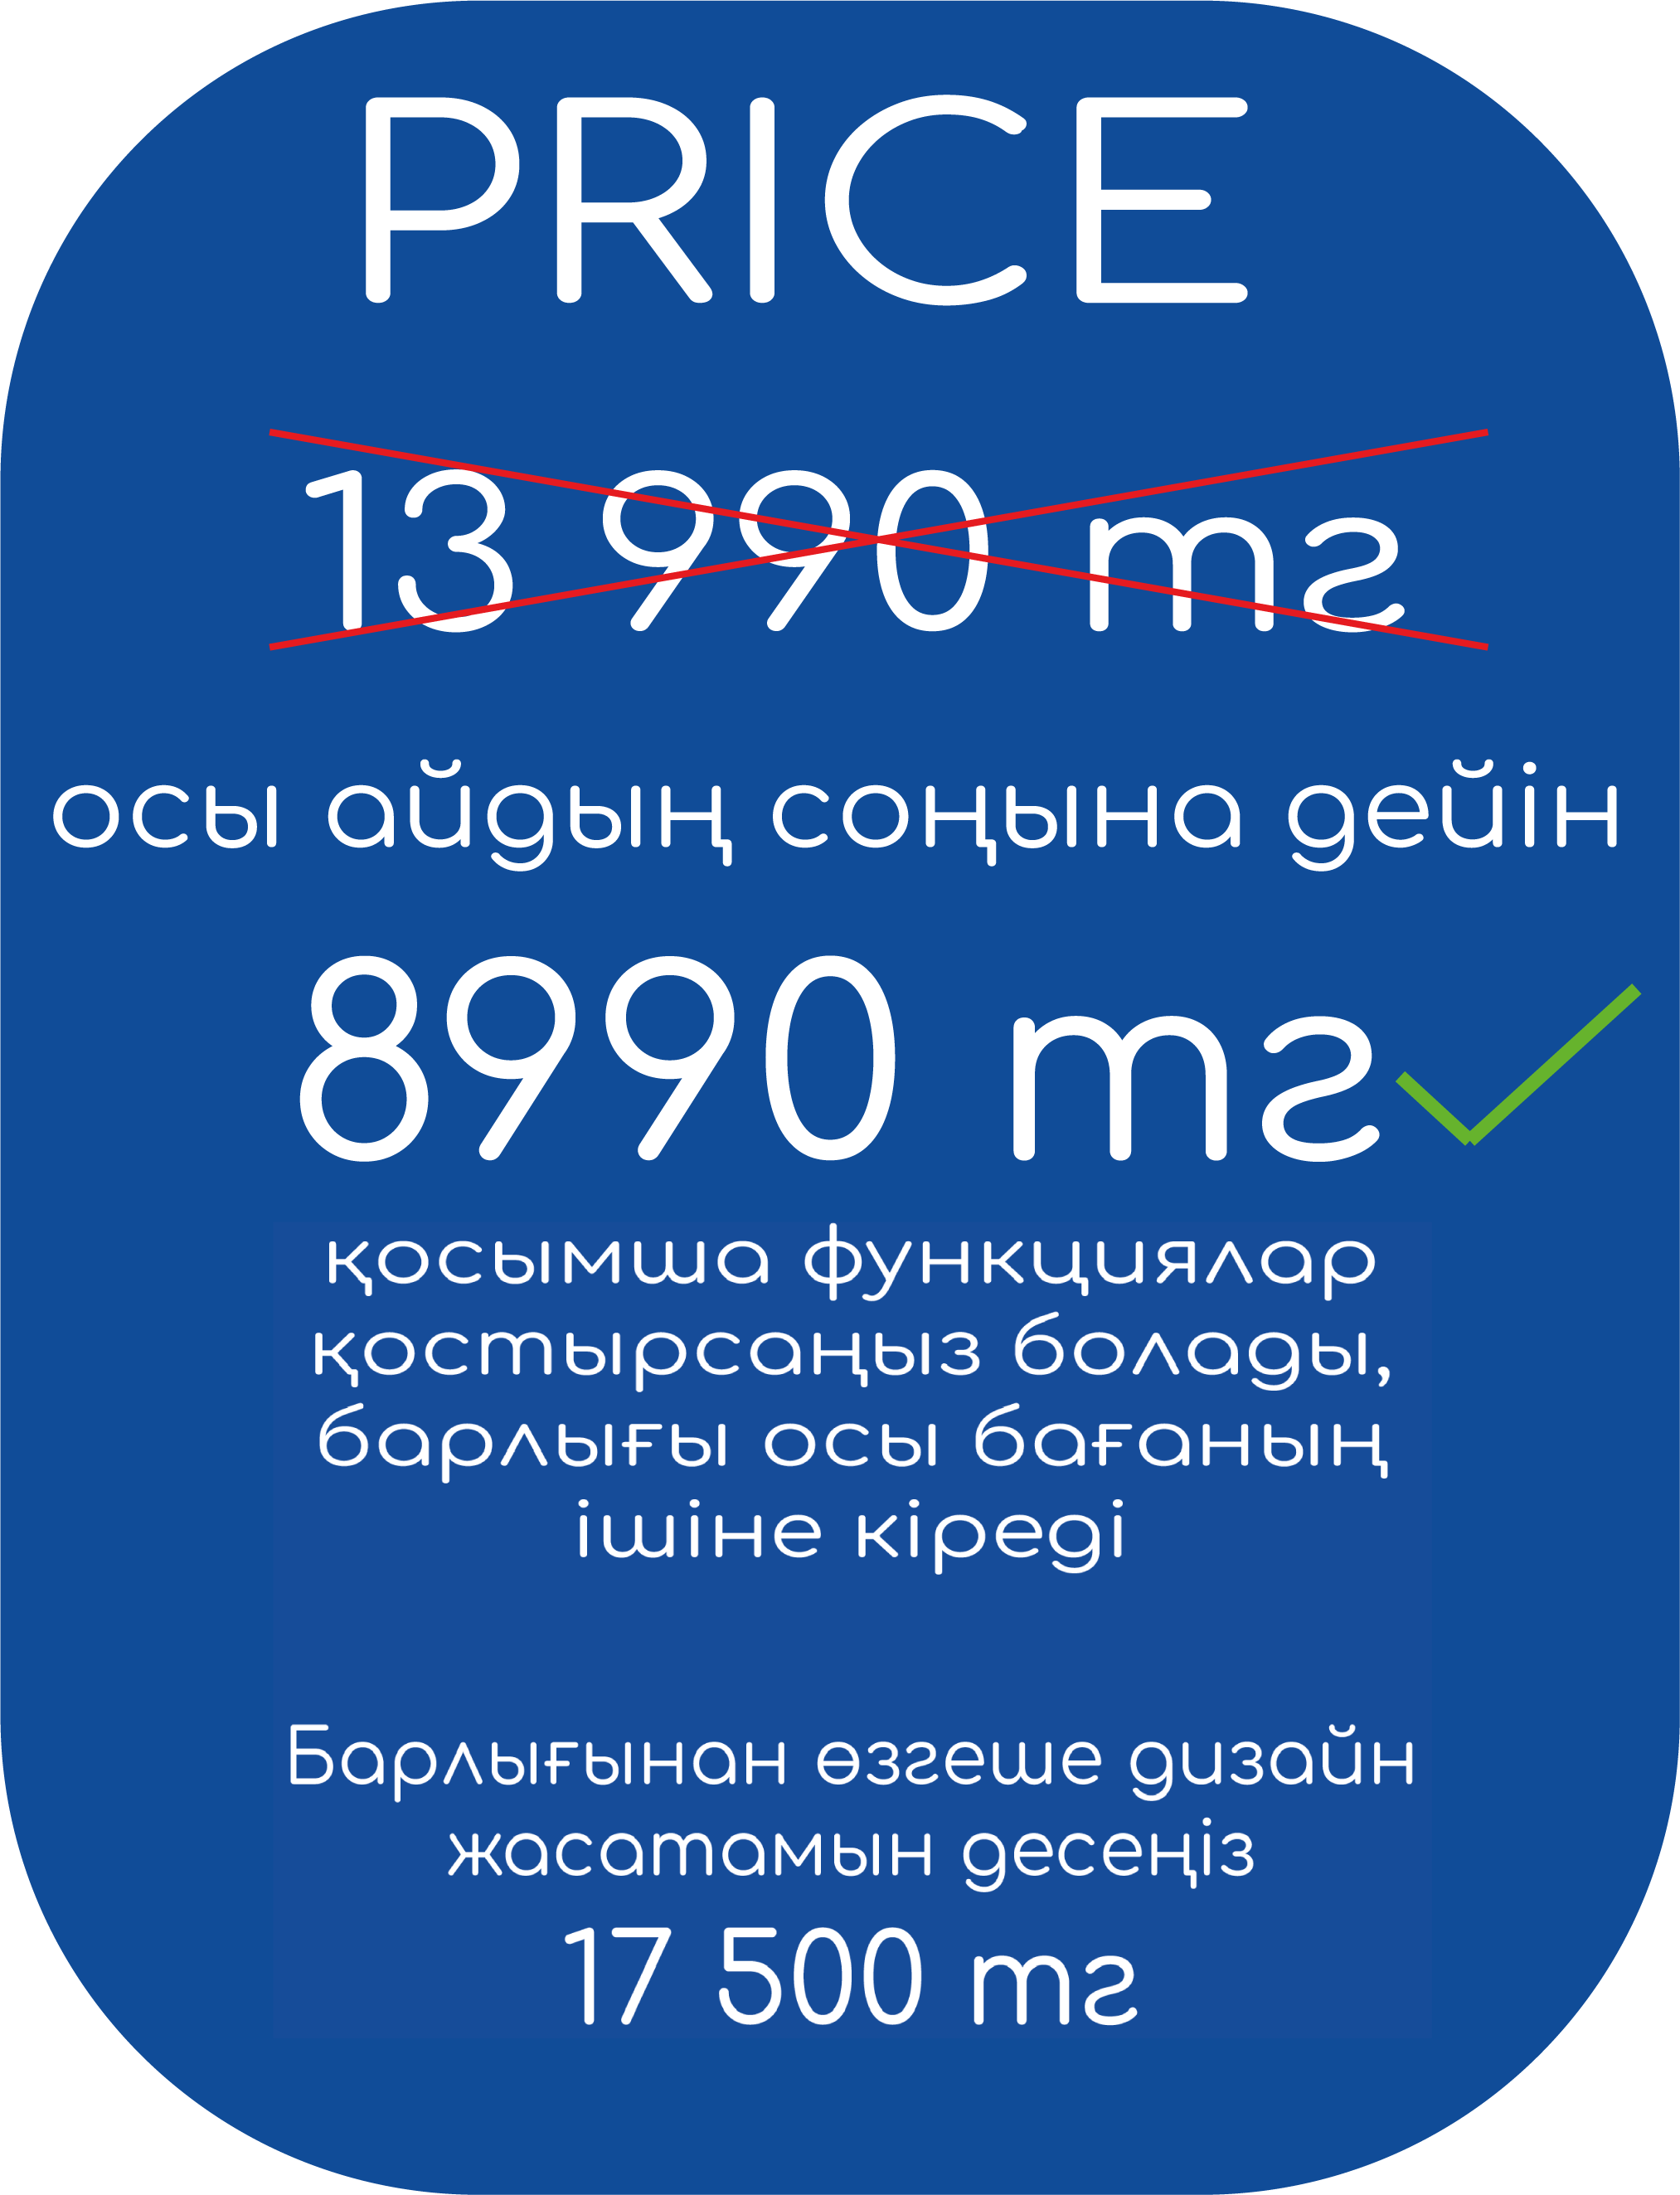 PRICE
13 990 тг
осы айдың соңына дейін
8990 тг
қосымша функциялар
қостырсаңыз болады,
барлығы осы бағаның
ішіне кіреді
Барлығынан өзгеше дизайн
жасатамын десеңіз
17 500 тг